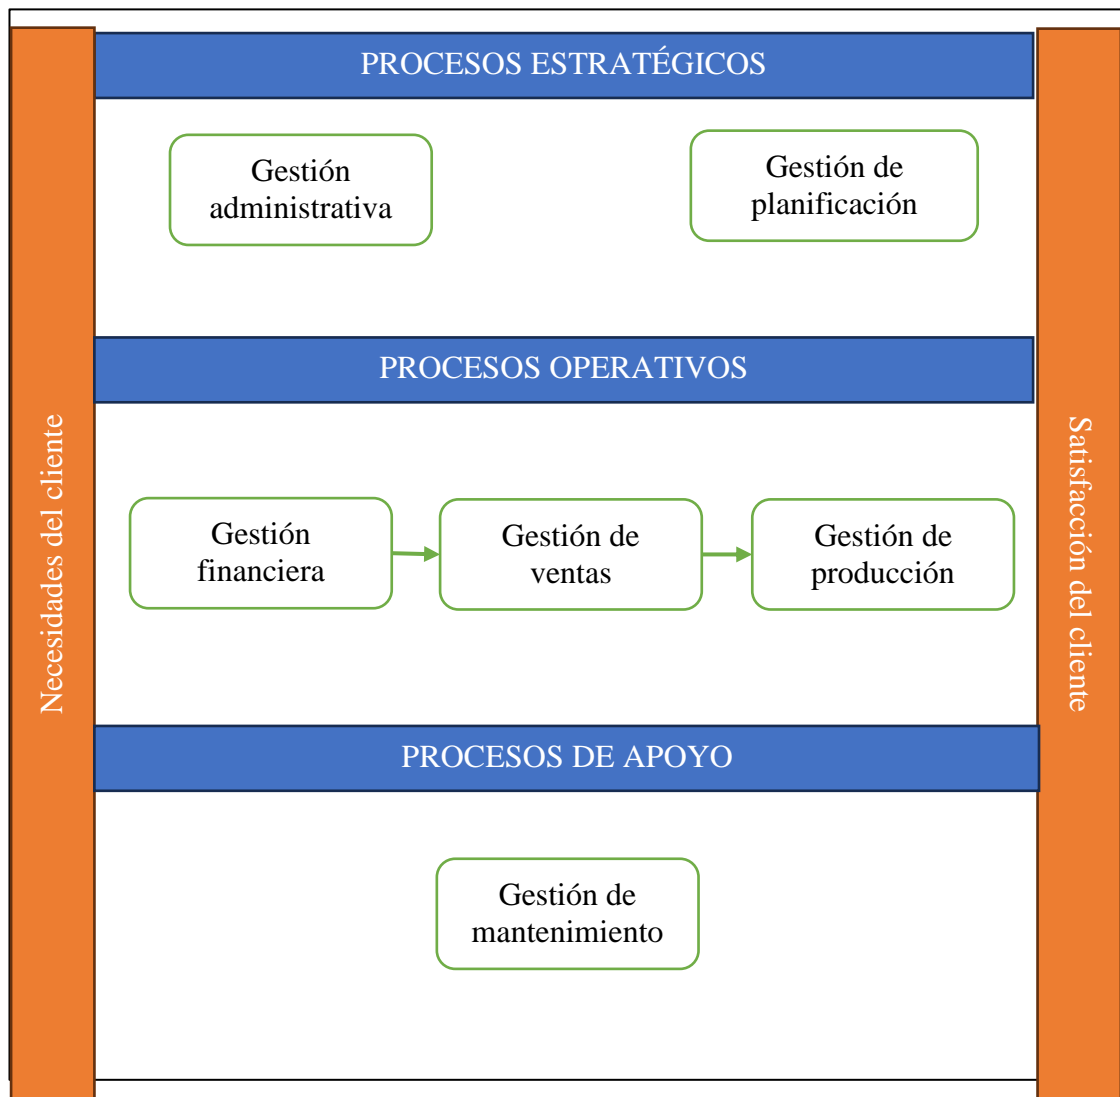 PROCESOS ESTRATÉGICOS
Gestión
administrativa
Gestión de
planificación
PROCESOS OPERATIVOS
Necesidades del cliente
Gestión
financiera
Gestión de
ventas
Gestión de
producción
Satisfacción del cliente
PROCESOS DE APOYO
Gestión de
mantenimiento